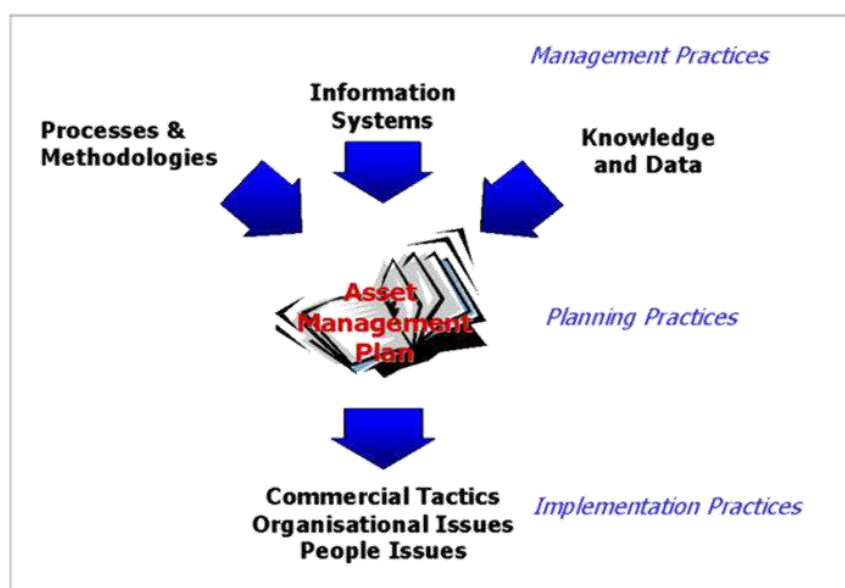 Management Practices
Information
Systems
Processes &
Methodologies
Knowledge
and Data
Asset
Management
Plan
Planning Practices
Commercial Tactics
Organisational Issues
People Issues
Implementation Practices